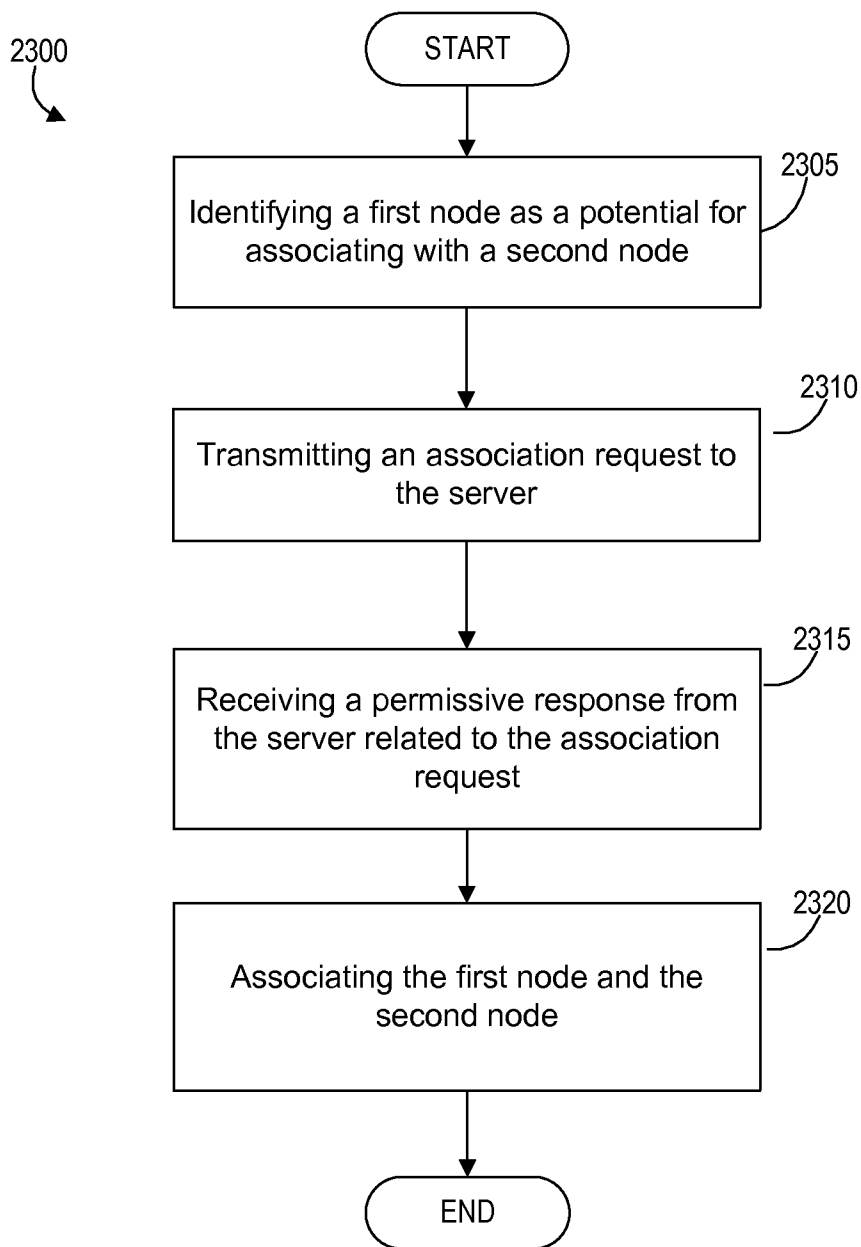 2300
START
2305
Identifying a first node as a potential for
associating with a second node
2310
Transmitting an association request to
the server
2315
Receiving a permissive response from
the server related to the association
request
2320
Associating the first node and the
second node
END